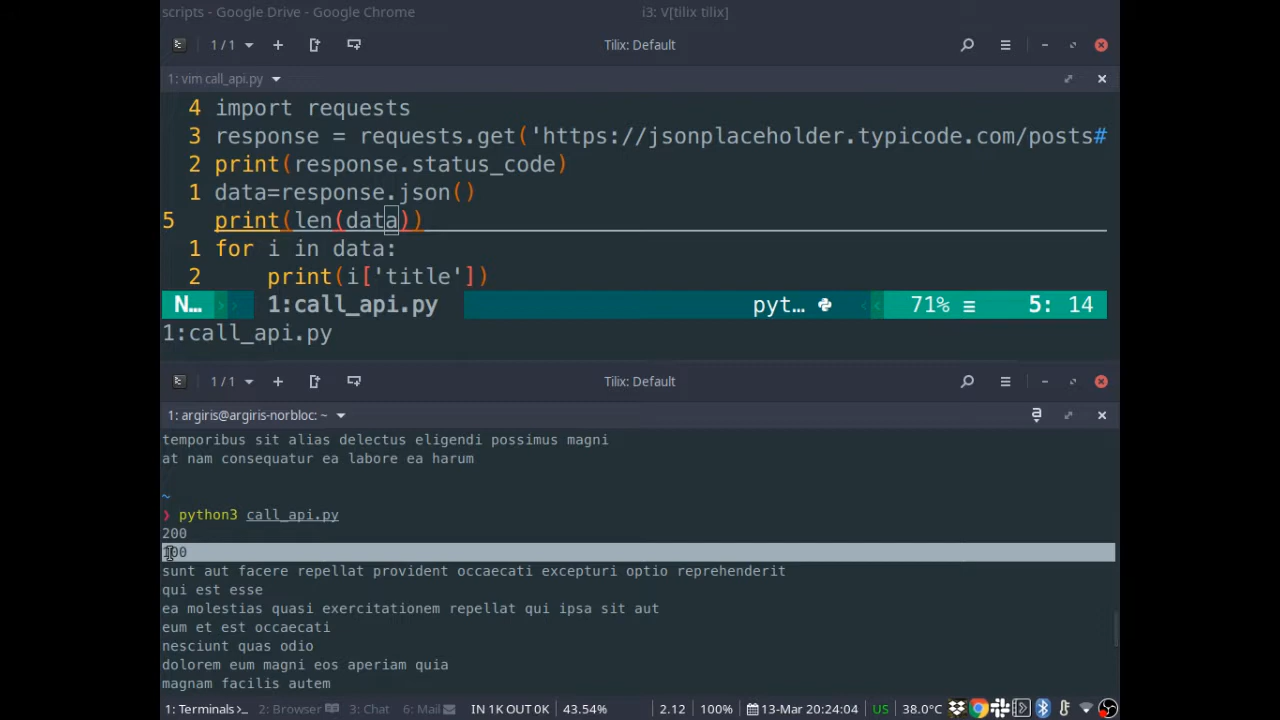 scripts - Google Drive - Google Chrome
i3: V[tilix tilix]
1 / 1
Tilix: Default
1: vim call_api.py
4 import requests
3 response = requests.get('https://jsonplaceholder.typicode.com/posts#
2 print(response.status_code)
1 data=response.json()
5 print(len(data))
1 for i in data:
2     print(i['title'])
N... 1:call_api.py pyt... 71% ≡ 5: 14
1:call_api.py
1 / 1
Tilix: Default
1: argiris@argiris-norbloc: ~
temporibus sit alias delectus eligendi possimus magni
at nam consequatur ea labore ea harum
~
❯ python3 call_api.py
200
100
sunt aut facere repellat provident occaecati excepturi optio reprehenderit
qui est esse
ea molestias quasi exercitationem repellat qui ipsa sit aut
eum et est occaecati
nesciunt quas odio
dolorem eum magni eos aperiam quia
magnam facilis autem
1: Terminals>_ 2: Browser 3: Chat 6: Mail IN 1K OUT 0K 43.54% 2.12 100% 13-Mar 20:24:04 US 38.0°C